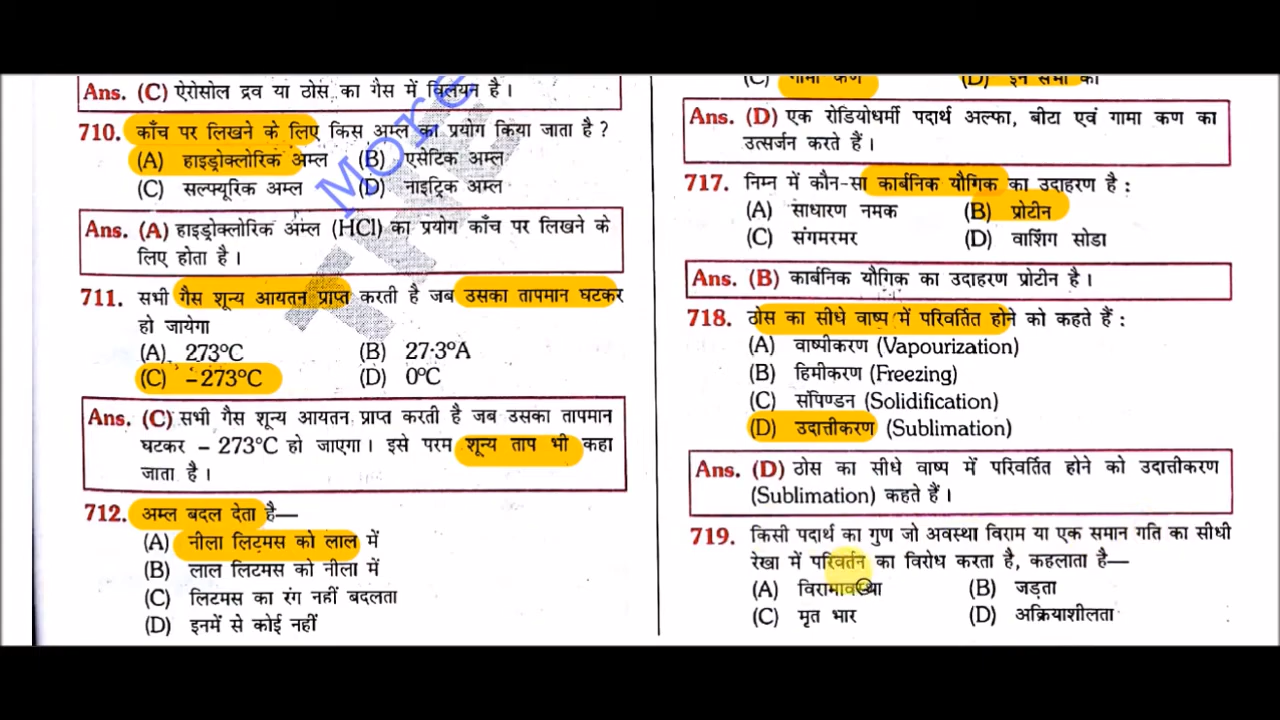 Ans. (C) ऐरोसोल द्रव या ठोस का गैस में विलयन है।
710. काँच पर लिखने के लिए किस अम्ल का प्रयोग किया जाता है ?
(A) हाइड्रोक्लोरिक अम्ल (B) एसेटिक अम्ल
(C) सल्फ्यूरिक अम्ल (D) नाइट्रिक अम्ल
Ans. (A) हाइड्रोक्लोरिक अम्ल (HCl) का प्रयोग काँच पर लिखने के
लिए होता है।
711. सभी गैस शून्य आयतन प्राप्त करती है जब उसका तापमान घटकर
हो जायेगा
(A) 273°C (B) 27·3°A
(C) –273°C (D) 0°C
Ans. (C) सभी गैस शून्य आयतन प्राप्त करती है जब उसका तापमान
घटकर – 273°C हो जाएगा। इसे परम शून्य ताप भी कहा
जाता है।
712. अम्ल बदल देता है—
(A) नीला लिटमस को लाल में
(B) लाल लिटमस को नीला में
(C) लिटमस का रंग नहीं बदलता
(D) इनमें से कोई नहीं
More
(C) गामा कण (D) इन सभी का
Ans. (D) एक रोडियोधर्मी पदार्थ अल्फा, बीटा एवं गामा कण का
उत्सर्जन करते हैं।
717. निम्न में कौन-सा कार्बनिक यौगिक का उदाहरण है :
(A) साधारण नमक (B) प्रोटीन
(C) संगमरमर (D) वाशिंग सोडा
Ans. (B) कार्बनिक यौगिक का उदाहरण प्रोटीन है।
718. ठोस का सीधे वाष्प में परिवर्तित होने को कहते हैं :
(A) वाष्पीकरण (Vapourization)
(B) हिमीकरण (Freezing)
(C) संपिण्डन (Solidification)
(D) उदात्तीकरण (Sublimation)
Ans. (D) ठोस का सीधे वाष्प में परिवर्तित होने को उदात्तीकरण
(Sublimation) कहते हैं।
719. किसी पदार्थ का गुण जो अवस्था विराम या एक समान गति का सीधी
रेखा में परिवर्तन का विरोध करता है, कहलाता है—
(A) विरामावस्था (B) जड़ता
(C) मृत भार (D) अक्रियाशीलता